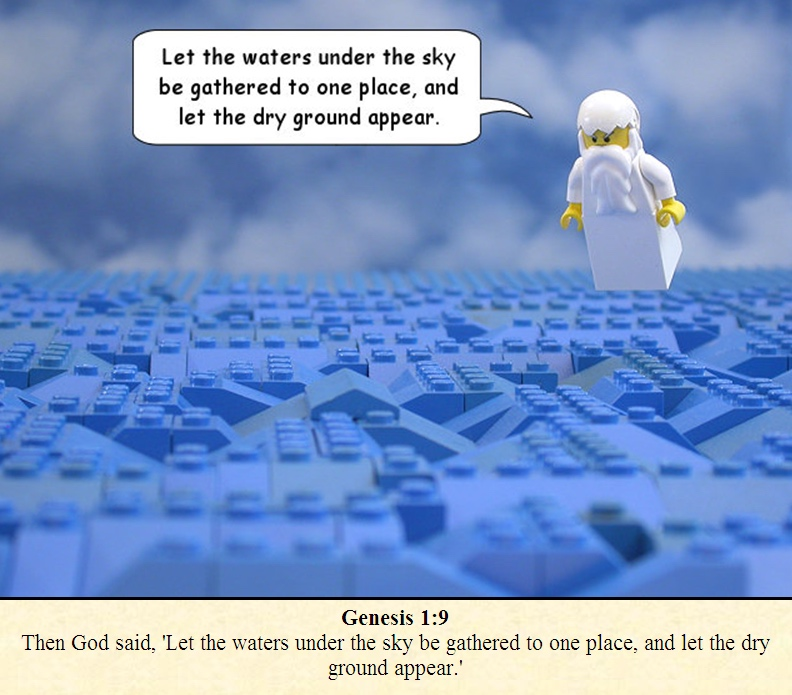 Let the waters under the sky
be gathered to one place, and
let the dry ground appear.
Genesis 1:9
Then God said, 'Let the waters under the sky be gathered to one place, and let the dry
ground appear.'